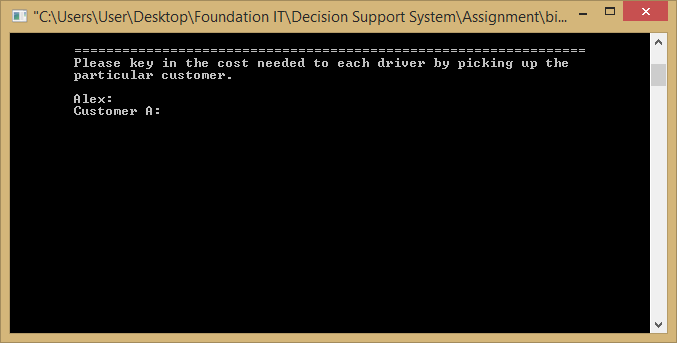 "C:\Users\User\Desktop\Foundation IT\Decision Support System\Assignment\bi...
================================================================
Please key in the cost needed to each driver by picking up the
particular customer.
Alex:
Customer A: